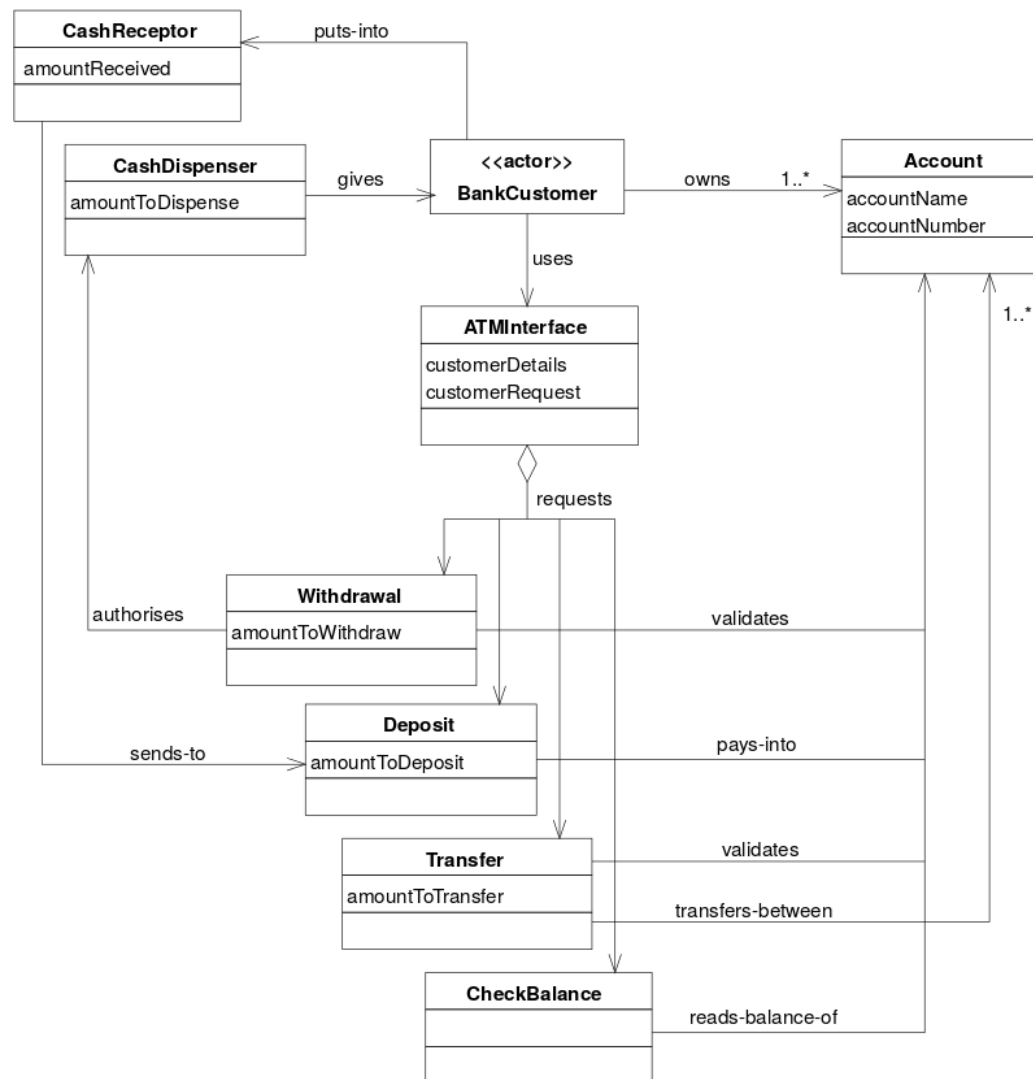 CashReceptor
amountReceived
puts-into
CashDispenser
amountToDispense
gives
<<actor>>
BankCustomer
owns
1..*
Account
accountName
accountNumber
uses
1..*
ATMInterface
customerDetails
customerRequest
requests
Withdrawal
amountToWithdraw
authorises
validates
Deposit
amountToDeposit
sends-to
pays-into
Transfer
amountToTransfer
validates
transfers-between
CheckBalance
reads-balance-of